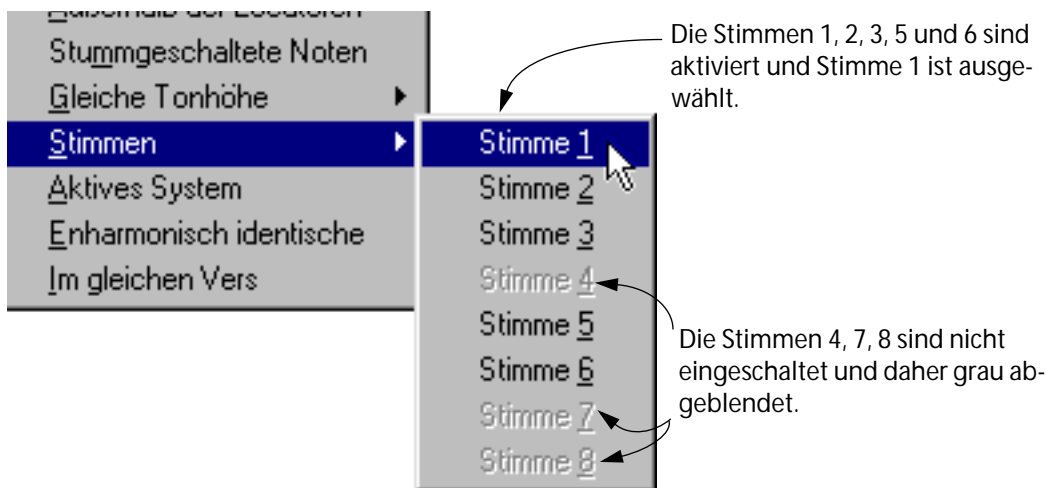 Außerhalb der Locatoren
Stummgeschaltete Noten
Gleiche Tonhöhe
Stimmen
Aktives System
Enharmonisch identische
Im gleichen Vers
Stimme 1
Stimme 2
Stimme 3
Stimme 4
Stimme 5
Stimme 6
Stimme 7
Stimme 8
Die Stimmen 1, 2, 3, 5 und 6 sind
aktiviert und Stimme 1 ist ausge-
wählt.
Die Stimmen 4, 7, 8 sind nicht
eingeschaltet und daher grau ab-
geblendet.